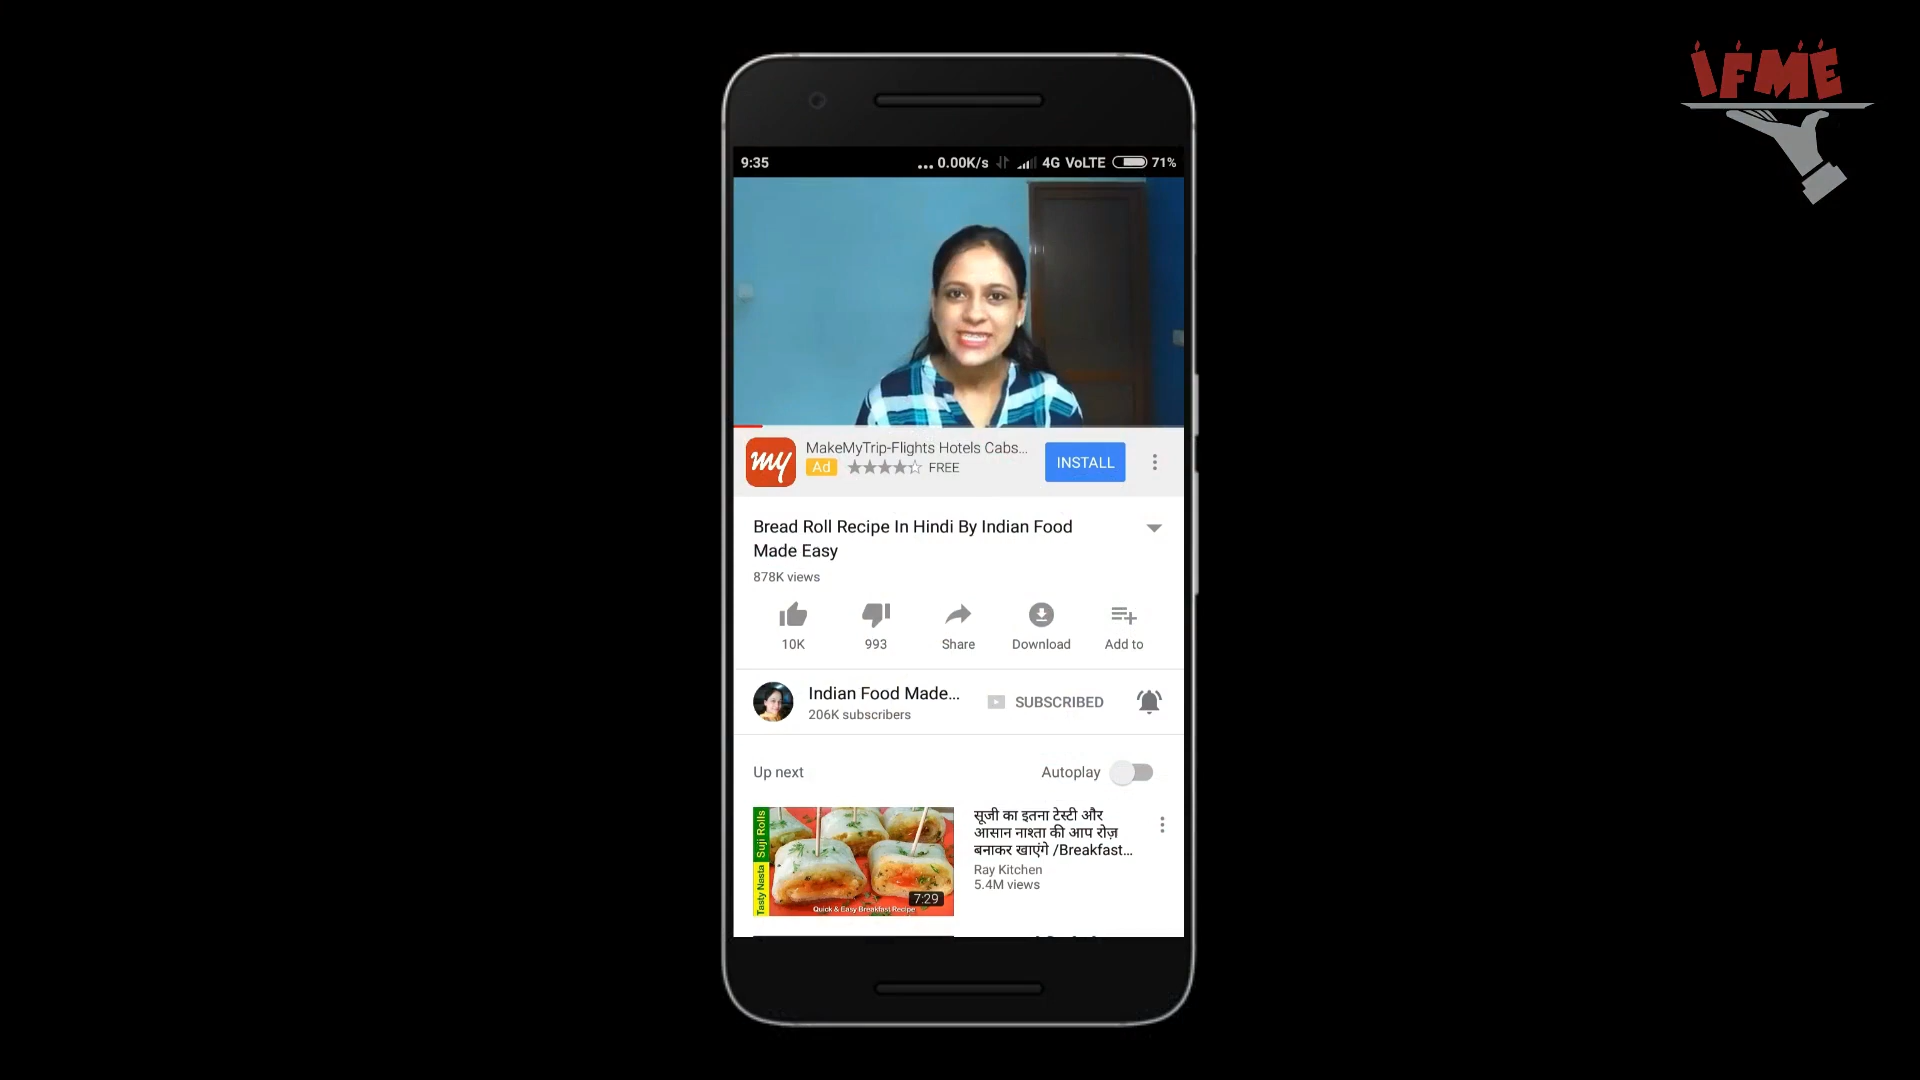 IFME
9:35
... 0.00K/s 4G VoLTE 71%
MakeMyTrip-Flights Hotels Cabs...
my
Ad FREE
INSTALL
Bread Roll Recipe In Hindi By Indian Food
Made Easy
878K views
10K 993 Share Download Add to
Indian Food Made...
206K subscribers
SUBSCRIBED
Up next Autoplay
Suji Rolls
Tasty Nasta
Quick & Easy Breakfast Recipe
7:29
सूजी का इतना टेस्टी और
आसान नाश्ता की आप रोज़
बनाकर खाएंगे /Breakfast...
Ray Kitchen
5.4M views